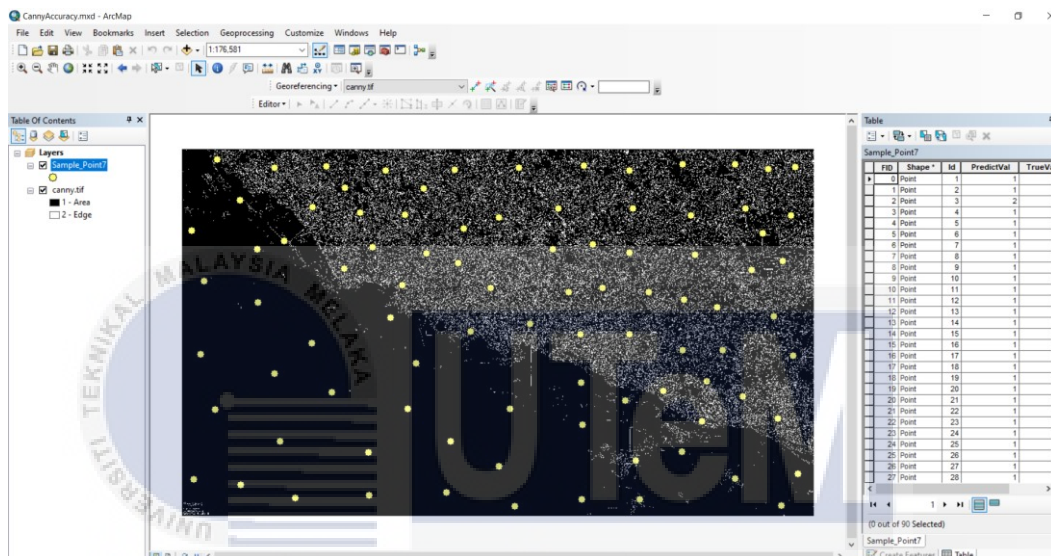 CannyAccuracy.mxd - ArcMap
File Edit View Bookmarks Insert Selection Geoprocessing Customize Windows Help
1:176,581
Georeferencing canny.tif
Editor
Table Of Contents
Layers
Sample_Point7
canny.tif
1 - Area
2 - Edge
Table
Sample_Point7
FID Shape * Id PredictVal TrueVa
0 Point 1 1
1 Point 2 1
2 Point 3 2
3 Point 4 1
4 Point 5 1
5 Point 6 1
6 Point 7 1
7 Point 8 1
8 Point 9 1
9 Point 10 1
10 Point 11 1
11 Point 12 1
12 Point 13 1
13 Point 14 1
14 Point 15 1
15 Point 16 1
16 Point 17 1
17 Point 18 1
18 Point 19 1
19 Point 20 1
20 Point 21 1
21 Point 22 1
22 Point 23 1
23 Point 24 1
24 Point 25 1
25 Point 26 1
26 Point 27 1
27 Point 28 1
1
(0 out of 90 Selected)
Sample_Point7
Create Features Table
UNIVERSITI TEKNIKAL MALAYSIA MELAKA
UTeM